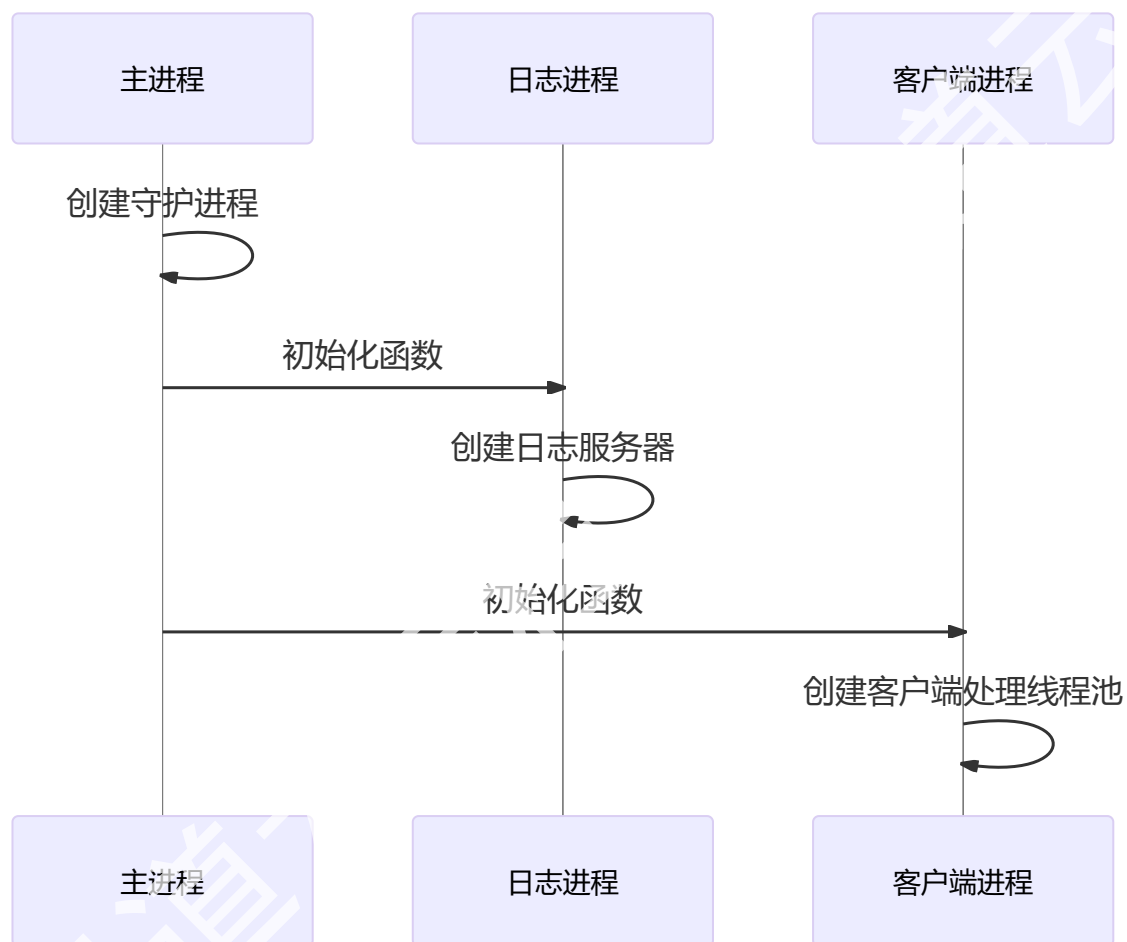 主进程 日志进程 客户端进程
创建守护进程
初始化函数
创建日志服务器
初始化函数
创建客户端处理线程池
主进程 日志进程 客户端进程